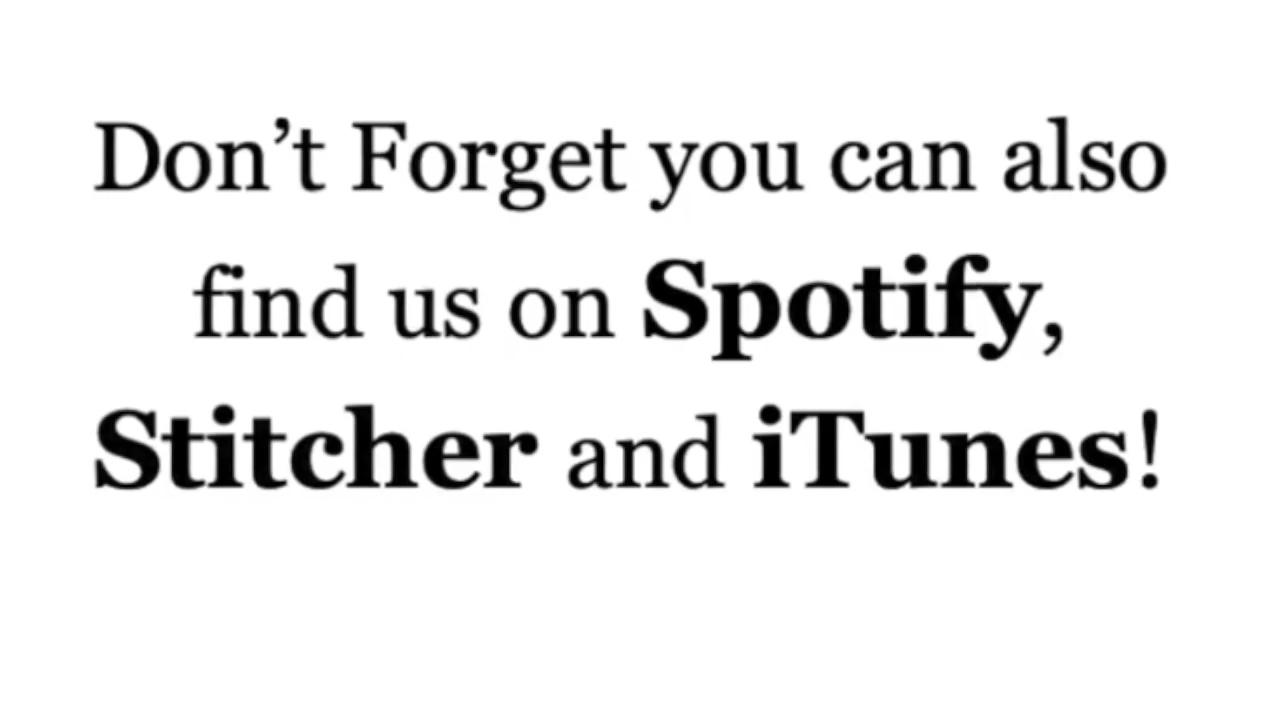 Don’t Forget you can also
find us on Spotify,
Stitcher and iTunes!